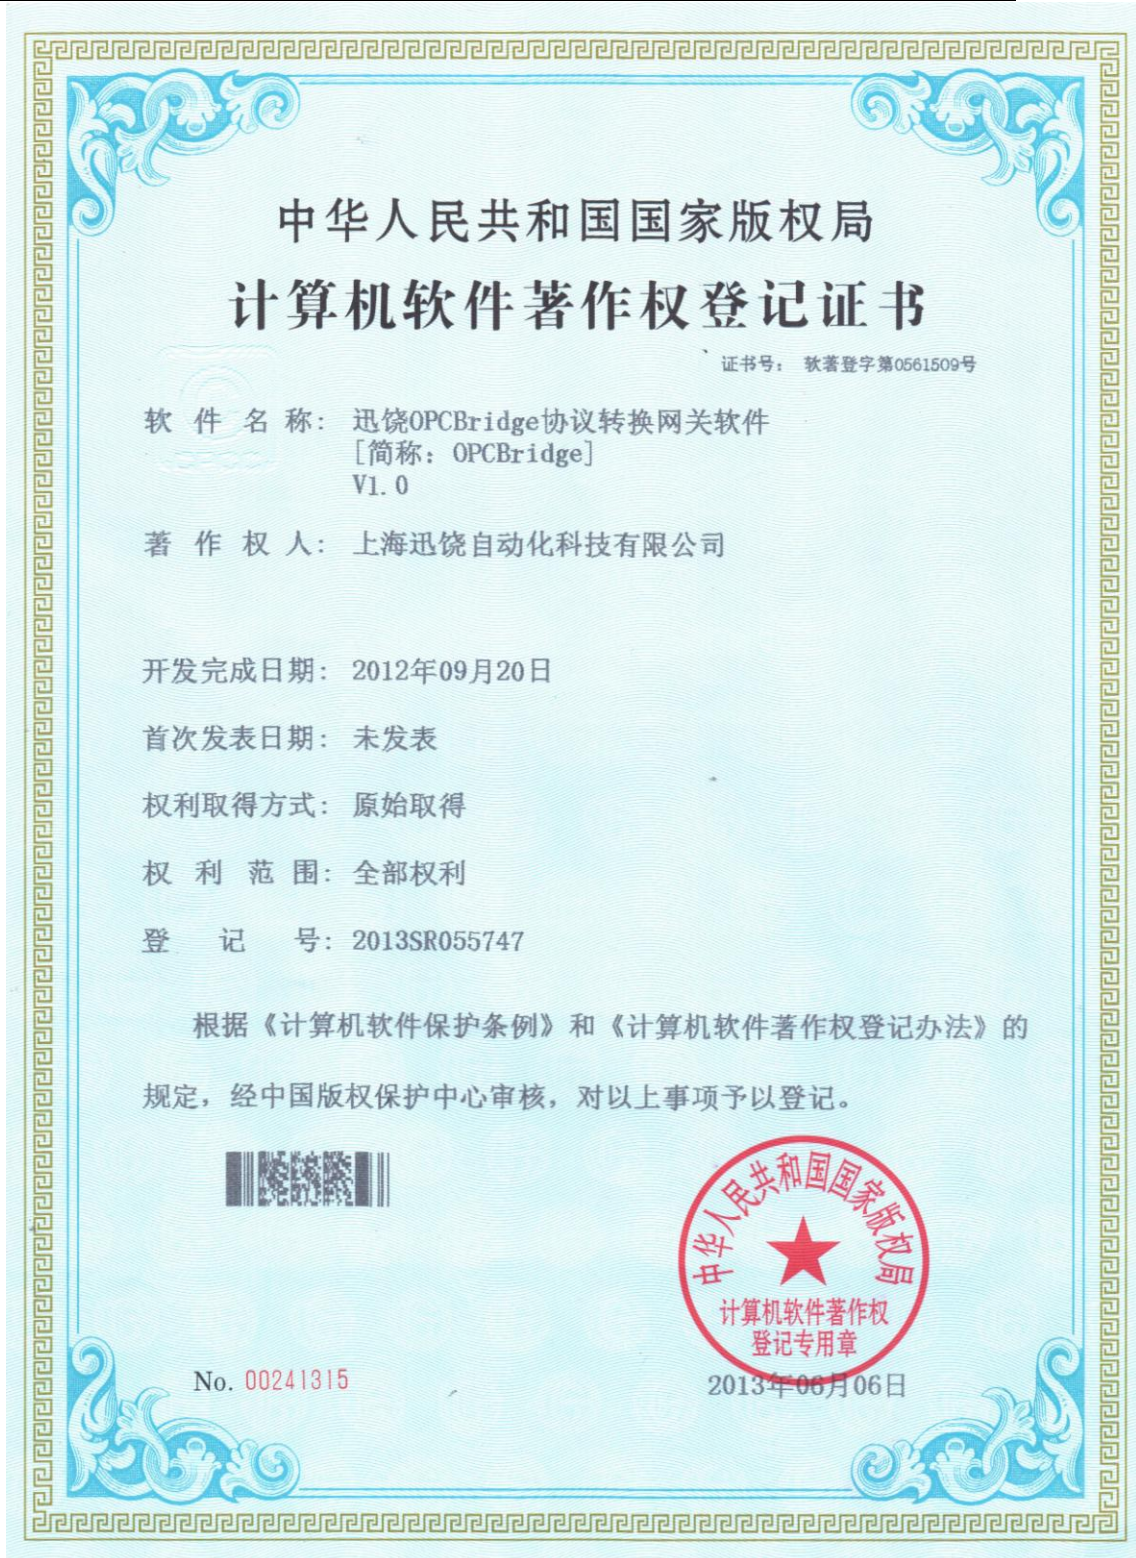 中华人民共和国国家版权局
计算机软件著作权登记证书
证书号： 软著登字第0561509号
软件名称： 迅饶OPCBridge协议转换网关软件
[简称：OPCBridge]
V1.0
著作权人： 上海迅饶自动化科技有限公司
开发完成日期： 2012年09月20日
首次发表日期： 未发表
权利取得方式： 原始取得
权利范围： 全部权利
登记号： 2013SR055747
根据《计算机软件保护条例》和《计算机软件著作权登记办法》的
规定，经中国版权保护中心审核，对以上事项予以登记。
中华人民共和国国家版权局
计算机软件著作权
登记专用章
No. 00241315
2013年06月06日